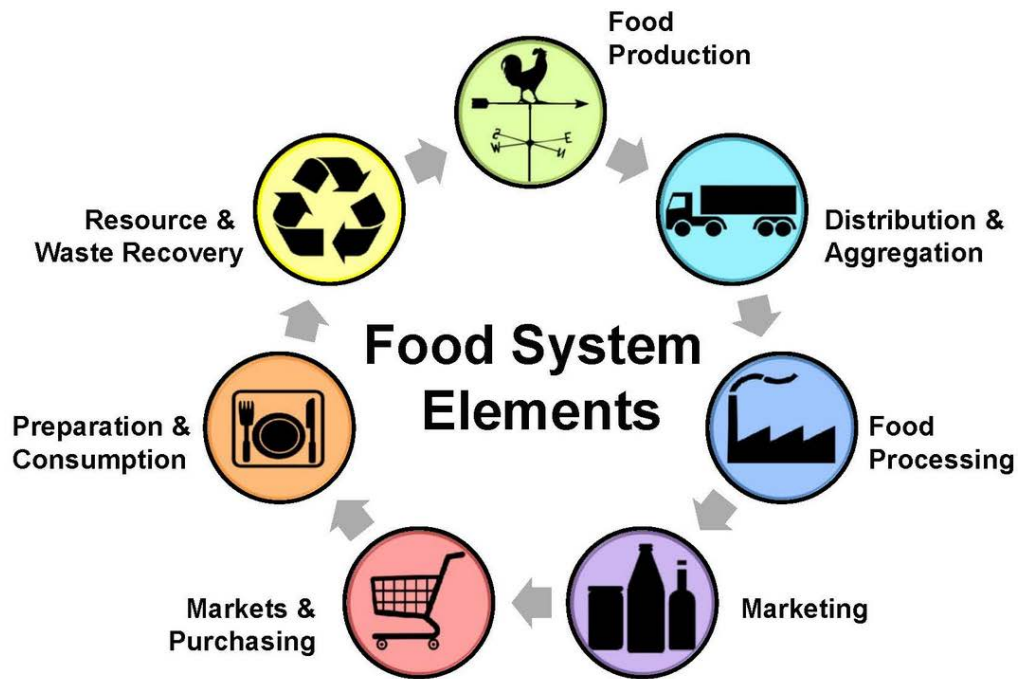 Food
Production
S
E
W
N
Distribution &
Aggregation
Food
Processing
Marketing
Markets &
Purchasing
Preparation &
Consumption
Resource &
Waste Recovery
Food System
Elements